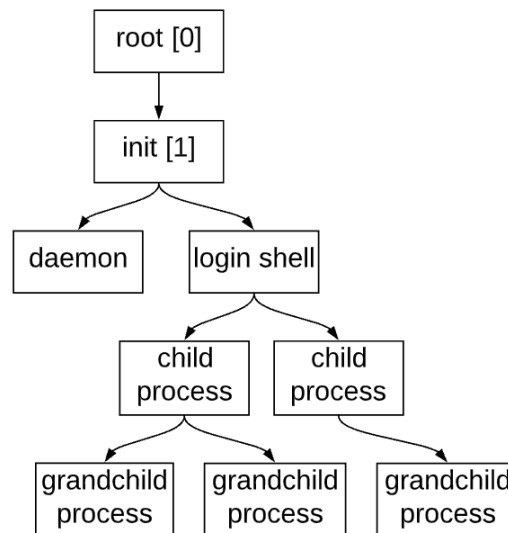 root [0]
init [1]
daemon
login shell
child
process
child
process
grandchild
process
grandchild
process
grandchild
process